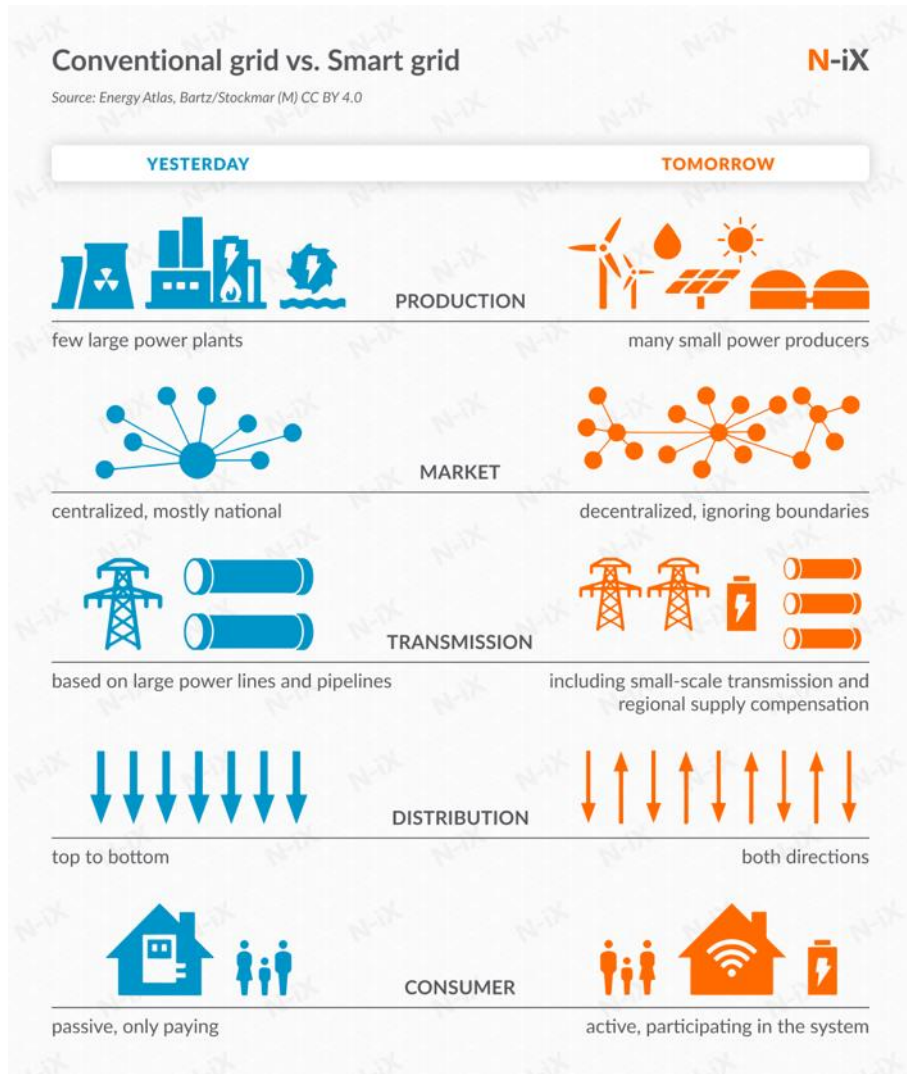 Conventional grid vs. Smart grid
N-iX
Source: Energy Atlas, Bartz/Stockmar (M) CC BY 4.0
YESTERDAY
TOMORROW
PRODUCTION
few large power plants
many small power producers
MARKET
centralized, mostly national
decentralized, ignoring boundaries
TRANSMISSION
based on large power lines and pipelines
including small-scale transmission and
regional supply compensation
DISTRIBUTION
top to bottom
both directions
CONSUMER
passive, only paying
active, participating in the system